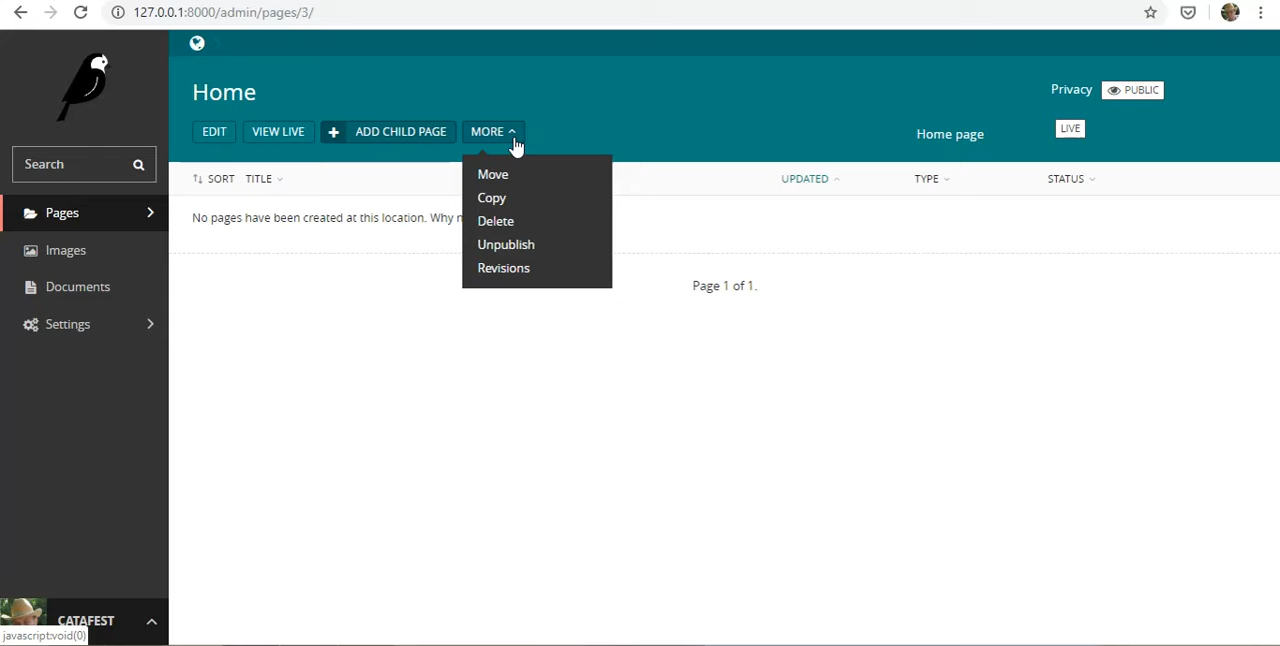 127.0.0.1:8000/admin/pages/3/
Home
Privacy PUBLIC
EDIT VIEW LIVE ADD CHILD PAGE MORE
Home page LIVE
Search
Pages
Images
Documents
Settings
Move
Copy
Delete
Unpublish
Revisions
SORT TITLE UPDATED TYPE STATUS
No pages have been created at this location. Why
Page 1 of 1.
CATAFEST
javascript:void(0)